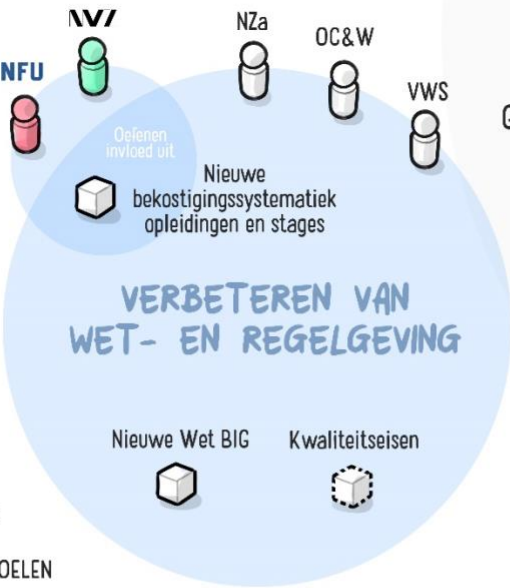 NZa
OC&W
NFU
VWS
G
Oefenen
invloed uit
Nieuwe
bekostigingssystematiek
opleidingen en stages
VERBETEREN VAN
WET- EN REGELGEVING
Nieuwe Wet BIG
Kwaliteitseisen
OELEN